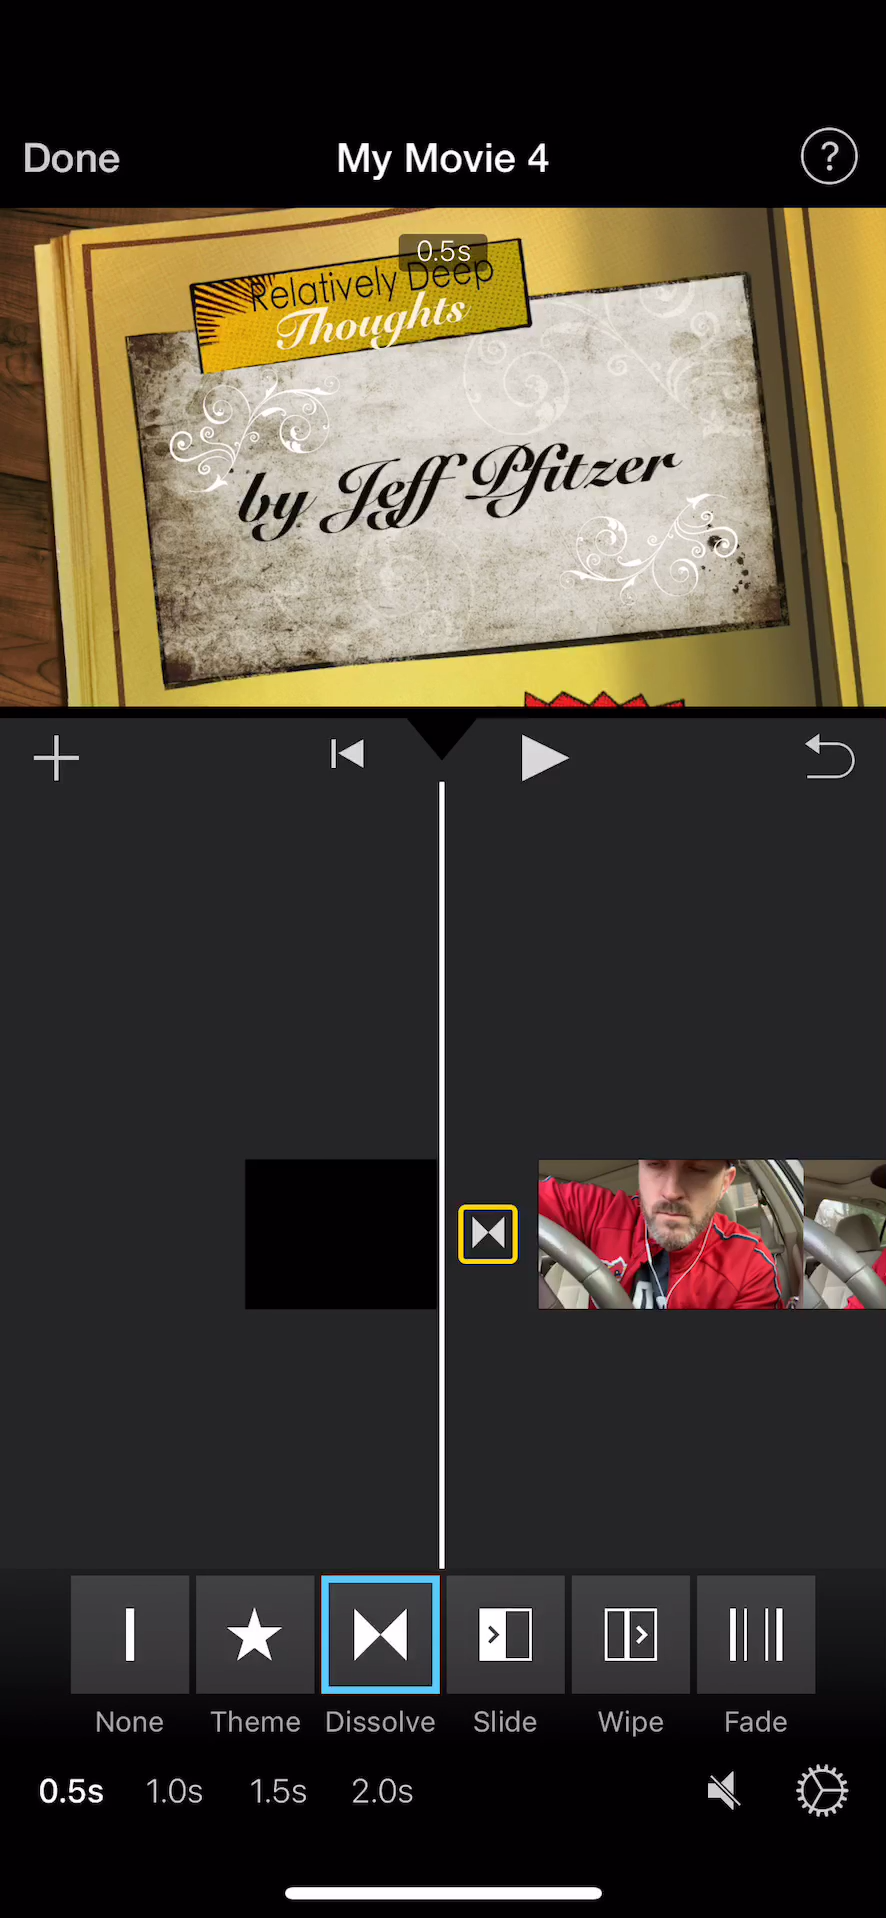 Done
My Movie 4
?
0.5s
Relatively Deep
Thoughts
by Jeff Pfitzer
None
Theme
Dissolve
Slide
Wipe
Fade
0.5s
1.0s
1.5s
2.0s